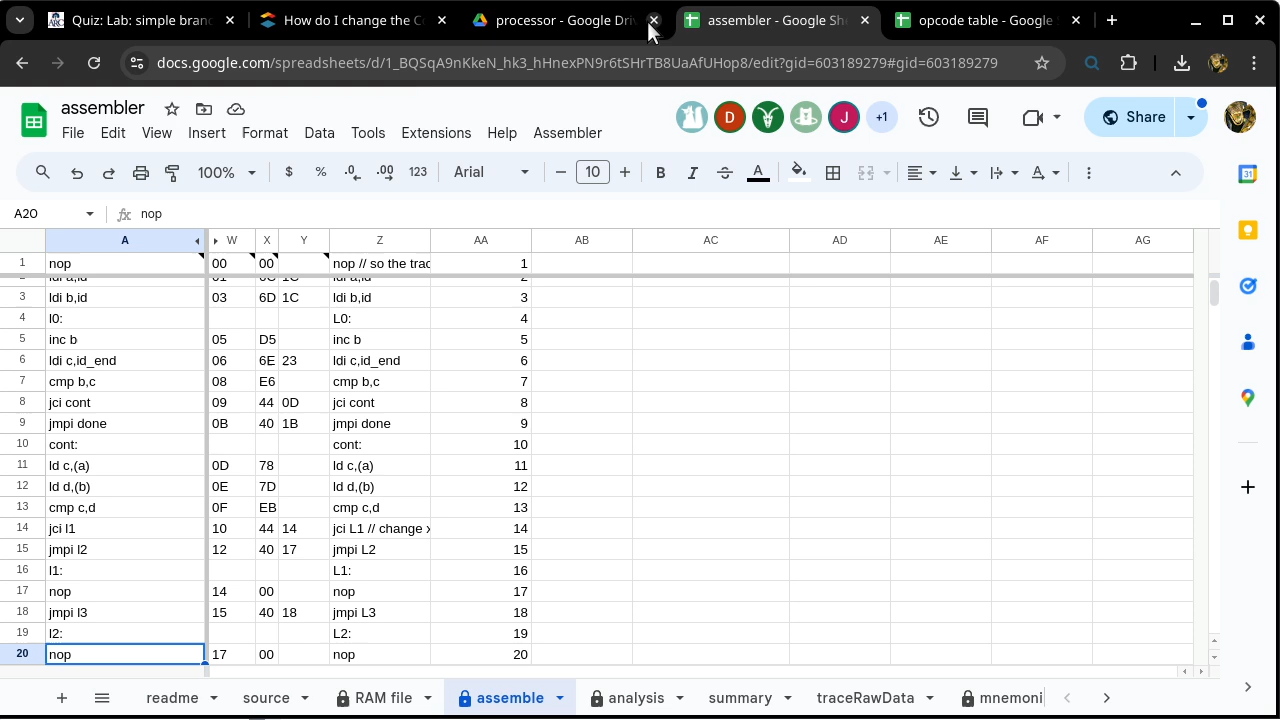 Quiz: Lab: simple bran
How do I change the C
processor - Google Dri
assembler - Google She
opcode table - Google S
docs.google.com/spreadsheets/d/1_BQSqA9nKkeN_hk3_hHnexPN9r6tSHrTB8UaAfUHop8/edit?gid=603189279#gid=603189279
assembler
File Edit View Insert Format Data Tools Extensions Help Assembler
D
J
+1
Share
100%
$ % .0 .00 123 Arial 10 B I A
A20 fx nop
A W X Y Z AA AB AC AD AE AF AG
1 nop 00 00 nop // so the trac 1
3 ldi b,id 03 6D 1C ldi b,id 3
4 l0: L0: 4
5 inc b 05 D5 inc b 5
6 ldi c,id_end 06 6E 23 ldi c,id_end 6
7 cmp b,c 08 E6 cmp b,c 7
8 jci cont 09 44 0D jci cont 8
9 jmpi done 0B 40 1B jmpi done 9
10 cont: cont: 10
11 ld c,(a) 0D 78 ld c,(a) 11
12 ld d,(b) 0E 7D ld d,(b) 12
13 cmp c,d 0F EB cmp c,d 13
14 jci l1 10 44 14 jci L1 // change x 14
15 jmpi l2 12 40 17 jmpi L2 15
16 l1: L1: 16
17 nop 14 00 nop 17
18 jmpi l3 15 40 18 jmpi L3 18
19 l2: L2: 19
20 nop 17 00 nop 20
31
readme source RAM file assemble analysis summary traceRawData mnemoni